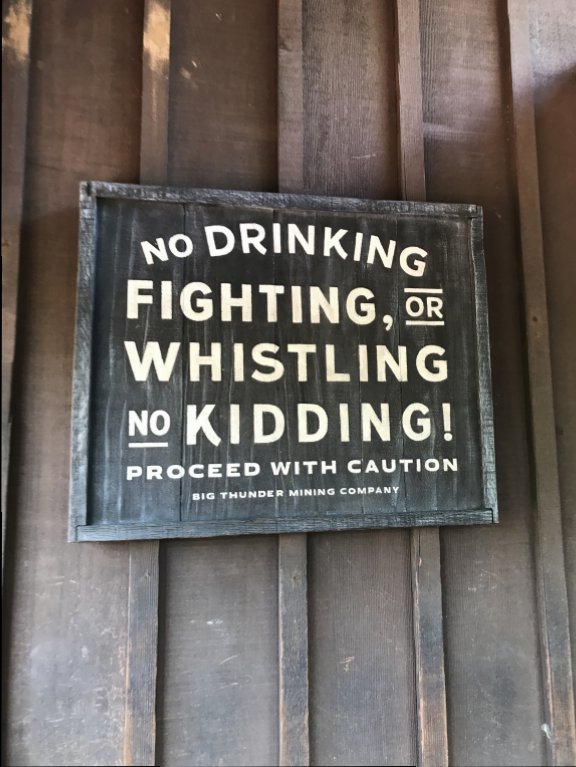 NO DRINKING
FIGHTING, OR
WHISTLING
NO KIDDING!
PROCEED WITH CAUTION
BIG THUNDER MINING COMPANY